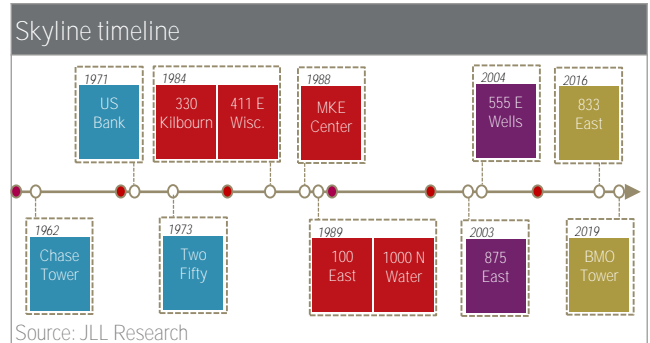 Skyline timeline
1971
US
Bank
1984
330
Kilbourn
411 E
Wisc.
1988
MKE
Center
2004
555 E
Wells
2016
833
East
1962
Chase
Tower
1973
Two
Fifty
1989
100
East
1000 N
Water
2003
875
East
2019
BMO
Tower
Source: JLL Research